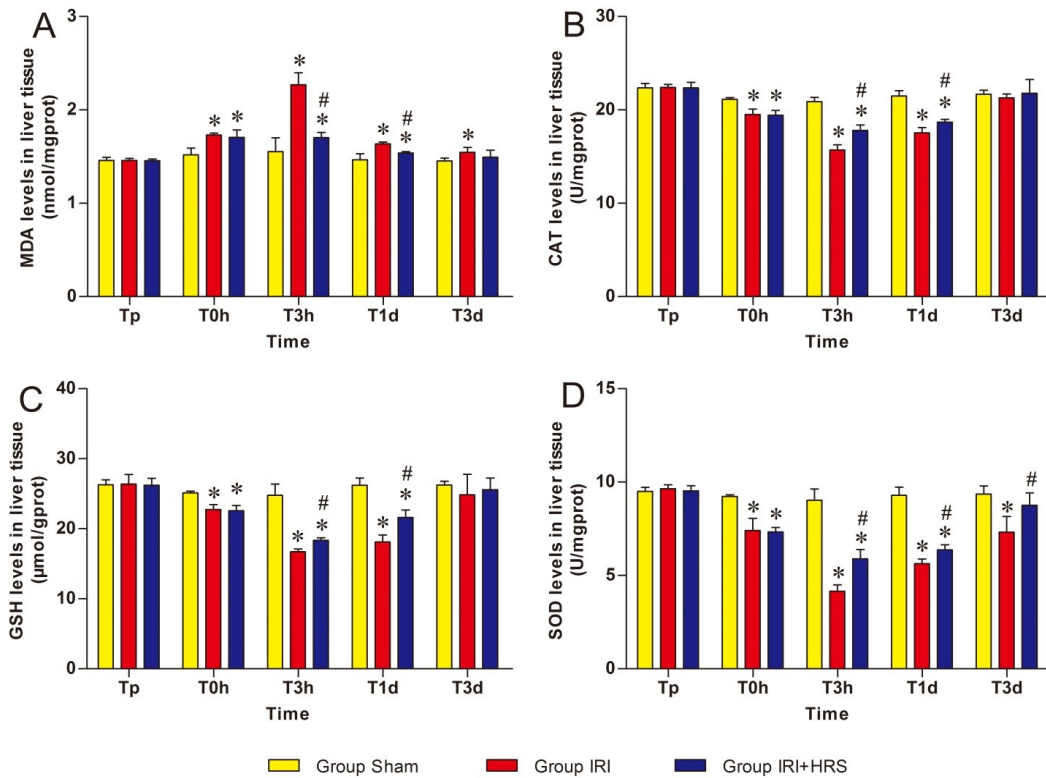 A
MDA levels in liver tissue
(nmol/mgprot)
3
2
1
0
* * * # * * # * *
Tp T0h T3h T1d T3d
Time
B
CAT levels in liver tissue
(U/mgprot)
30
20
10
0
* * * # * * # *
Tp T0h T3h T1d T3d
Time
C
GSH levels in liver tissue
(μmol/gprot)
40
30
20
10
0
* * * # * * # *
Tp T0h T3h T1d T3d
Time
D
SOD levels in liver tissue
(U/mgprot)
15
10
5
0
* * * # * * # * * #
Tp T0h T3h T1d T3d
Time
Group Sham Group IRI Group IRI+HRS